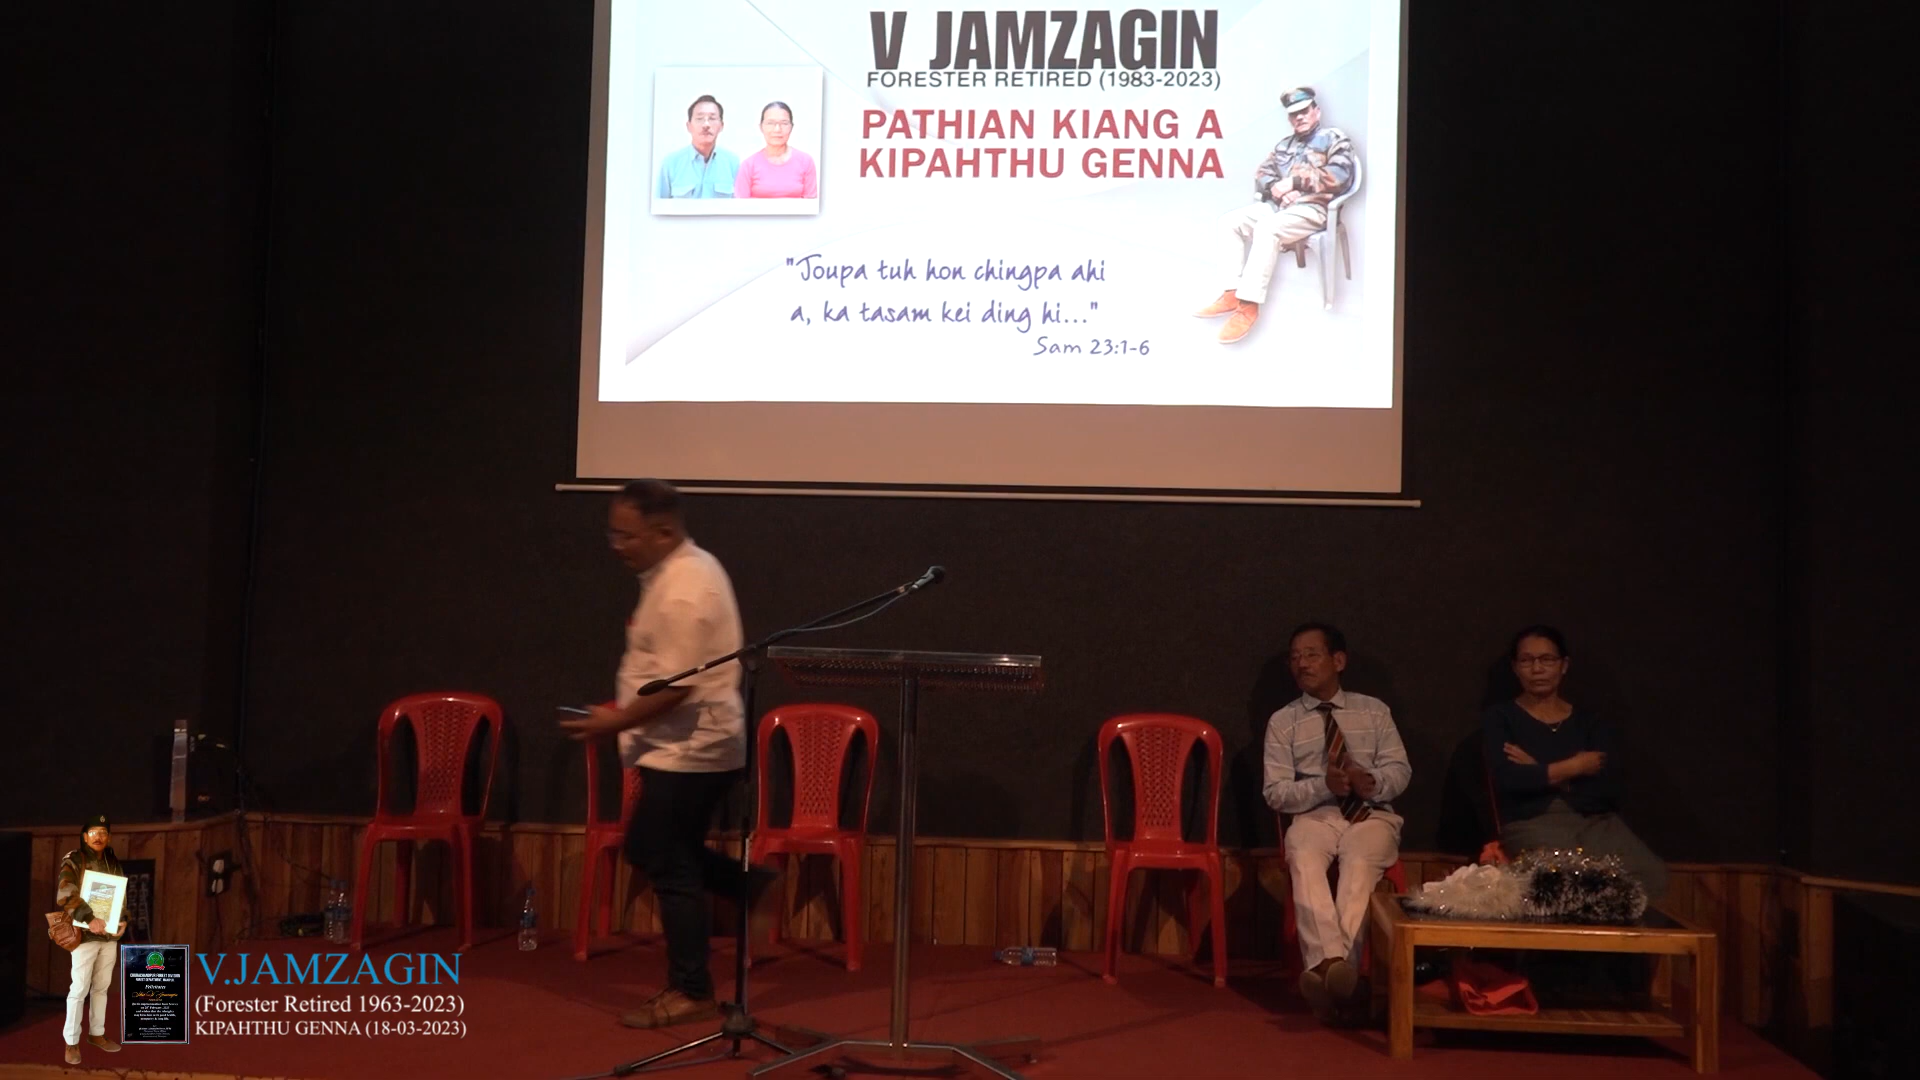 V JAMZAGIN
FORESTER RETIRED (1983-2023)
PATHIAN KIANG A
KIPAHTHU GENNA
"Joupa tuh hon chingpa ahi
a, ka tasam kei ding hi..."
Sam 23:1-6
V.JAMZAGIN
(Forester Retired 1963-2023)
KIPAHTHU GENNA (18-03-2023)